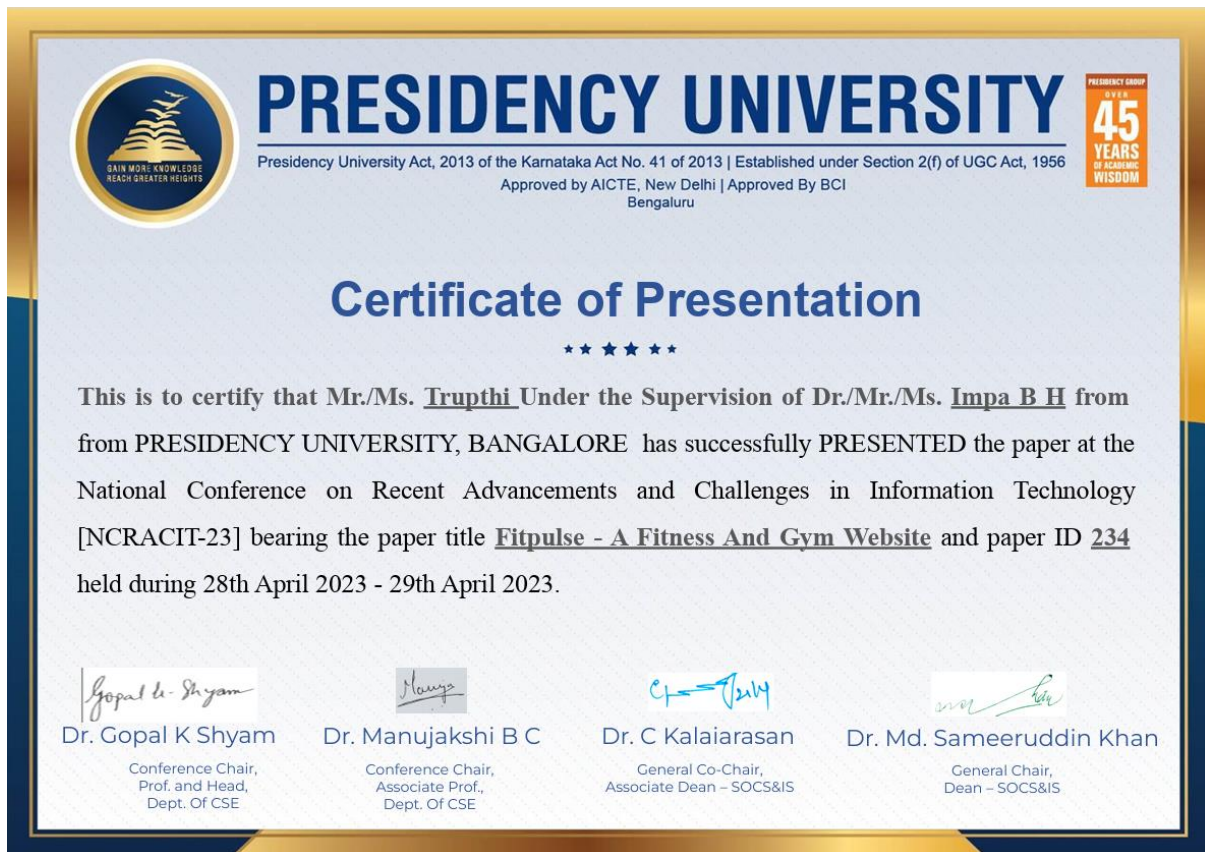 GAIN MORE KNOWLEDGE
REACH GREATER HEIGHTS
PRESIDENCY UNIVERSITY
PRESIDENCY GROUP
OVER
45
YEARS
OF ACADEMIC
WISDOM
Presidency University Act, 2013 of the Karnataka Act No. 41 of 2013 | Established under Section 2(f) of UGC Act, 1956
Approved by AICTE, New Delhi | Approved By BCI
Bengaluru
Certificate of Presentation
This is to certify that Mr./Ms. Trupthi Under the Supervision of Dr./Mr./Ms. Impa B H from
from PRESIDENCY UNIVERSITY, BANGALORE has successfully PRESENTED the paper at the
National Conference on Recent Advancements and Challenges in Information Technology
[NCRACIT-23] bearing the paper title Fitpulse - A Fitness And Gym Website and paper ID 234
held during 28th April 2023 - 29th April 2023.
Gopal K Shyam
Dr. Gopal K Shyam
Conference Chair,
Prof. and Head,
Dept. Of CSE
Dr. Manujakshi B C
Conference Chair,
Associate Prof.,
Dept. Of CSE
Dr. C Kalaiarasan
General Co-Chair,
Associate Dean – SOCS&IS
Dr. Md. Sameeruddin Khan
General Chair,
Dean – SOCS&IS